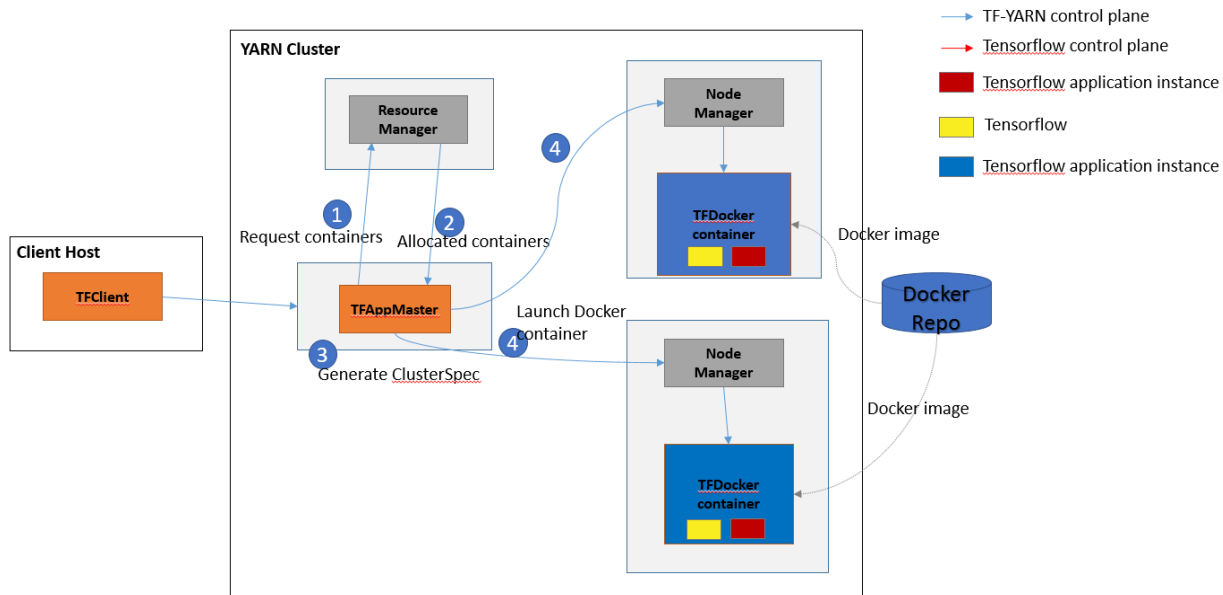 TF-YARN control plane
Tensorflow control plane
Tensorflow application instance
Tensorflow
Tensorflow application instance
YARN Cluster
Resource
Manager
Node
Manager
4
1
2
Request containers
Allocated containers
TFDocker
container
Docker image
Client Host
TFClient
TFAppMaster
Docker
Repo
Launch Docker
container
4
3
Generate ClusterSpec
Node
Manager
Docker image
TFDocker
container